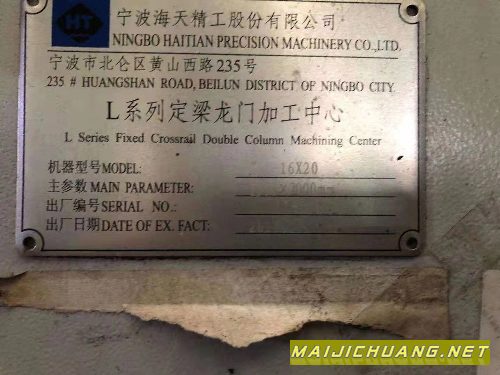 HT
宁波海天精工股份有限公司
NINGBO HAITIAN PRECISION MACHINERY CO.,LTD.
宁波市北仑区黄山西路235号
235 # HUANGSHAN ROAD, BEILUN DISTRICT OF NINGBO CITY
L系列定梁龙门加工中心
L Series Fixed Crossrail Double Column Machining Center
机器型号MODEL: 16X20
主参数MAIN PARAMETER:
出厂编号SERIAL NO.:
出厂日期DATE OF EX. FACT:
MAIJICHUANG.NET